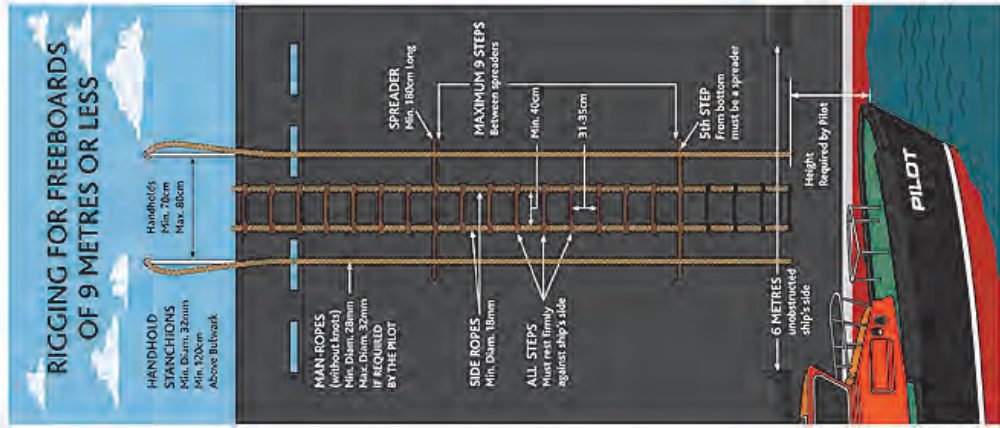 RIGGING FOR FREEBOARDS
OF 9 METRES OR LESS
HANDHOLD
STANCHIONS
Min. Diam. 32mm
Min. 120cm
Above Bulwark
Handholds
Min. 70cm
Max. 80cm
MAN-ROPES
(without knots)
Min. Diam. 28mm
Max. Diam. 32mm
IF REQUIRED
BY THE PILOT
SPREADER
Min. 180cm Long
MAXIMUM 9 STEPS
Between spreaders
SIDE ROPES
Min. Diam. 18mm
Min. 40cm
31-35cm
ALL STEPS
Must rest firmly
against ship's side
5th STEP
From bottom
must be a spreader
6 METRES
unobstructed
ship's side
Height
Required by Pilot
PILOT